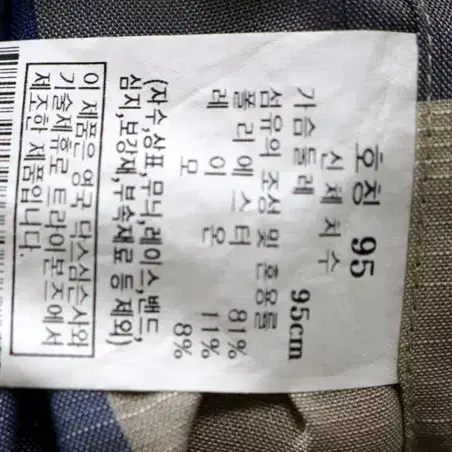 호칭 95
신체치수
가슴둘레 95cm
섬유의 조성 및 혼용률
폴리에스터 81%
레이온 11%
모 8%
(자수,상표,무늬,레이스,밴드,
심지,보강재,부속재료 등 제외)
이 제품은 영국 닥스심슨사와
기술제휴로 트라이본즈에서
제조한 제품입니다.